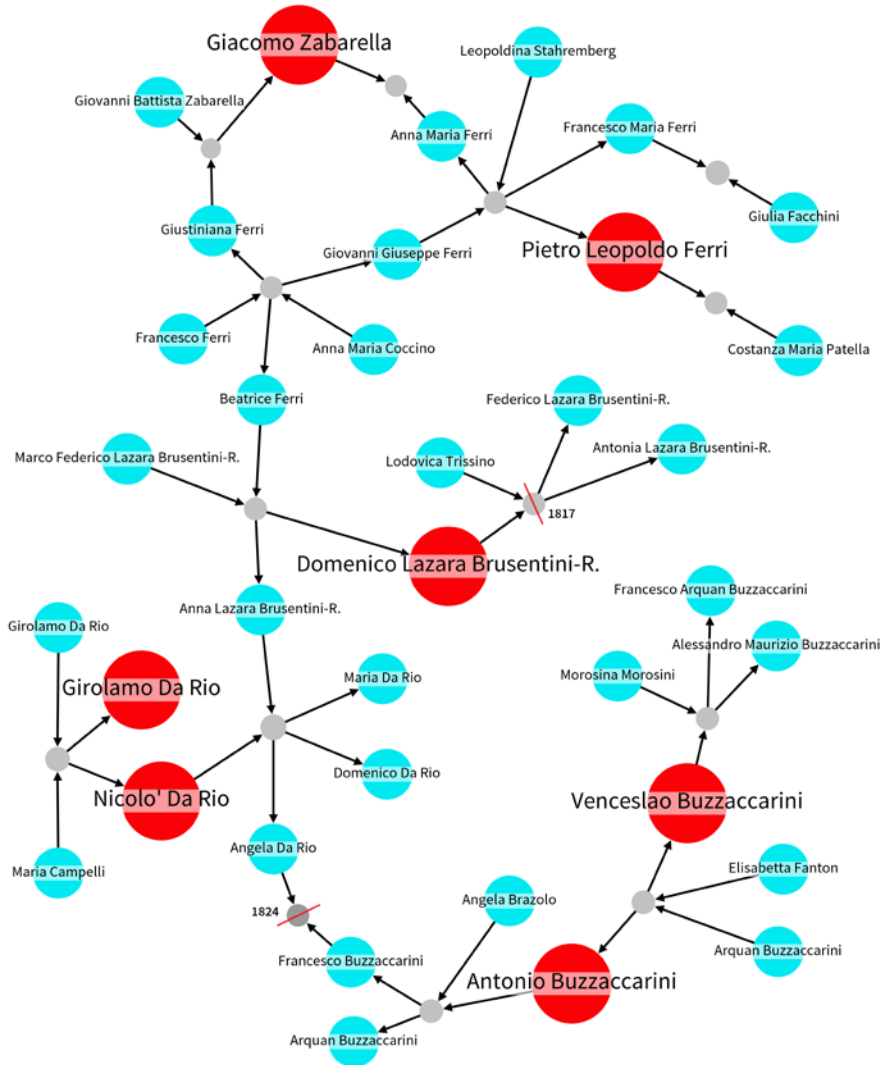 Giacomo Zabarella
Leopoldina Stahremberg
Giovanni Battista Zabarella
Anna Maria Ferri
Francesco Maria Ferri
Giulia Facchini
Giustiniana Ferri
Giovanni Giuseppe Ferri
Pietro Leopoldo Ferri
Francesco Ferri
Anna Maria Coccino
Costanza Maria Patella
Beatrice Ferri
Federico Lazara Brusentini-R.
Marco Federico Lazara Brusentini-R.
Lodovica Trissino
Antonia Lazara Brusentini-R.
1817
Domenico Lazara Brusentini-R.
Francesco Arquan Buzzaccarini
Anna Lazara Brusentini-R.
Girolamo Da Rio
Alessandro Maurizio Buzzaccarini
Maria Da Rio
Morosina Morosini
Girolamo Da Rio
Domenico Da Rio
Nicolo' Da Rio
Venceslao Buzzaccarini
Angela Da Rio
Maria Campelli
Elisabetta Fanton
Angela Brazolo
1824
Arquan Buzzaccarini
Francesco Buzzaccarini
Antonio Buzzaccarini
Arquan Buzzaccarini